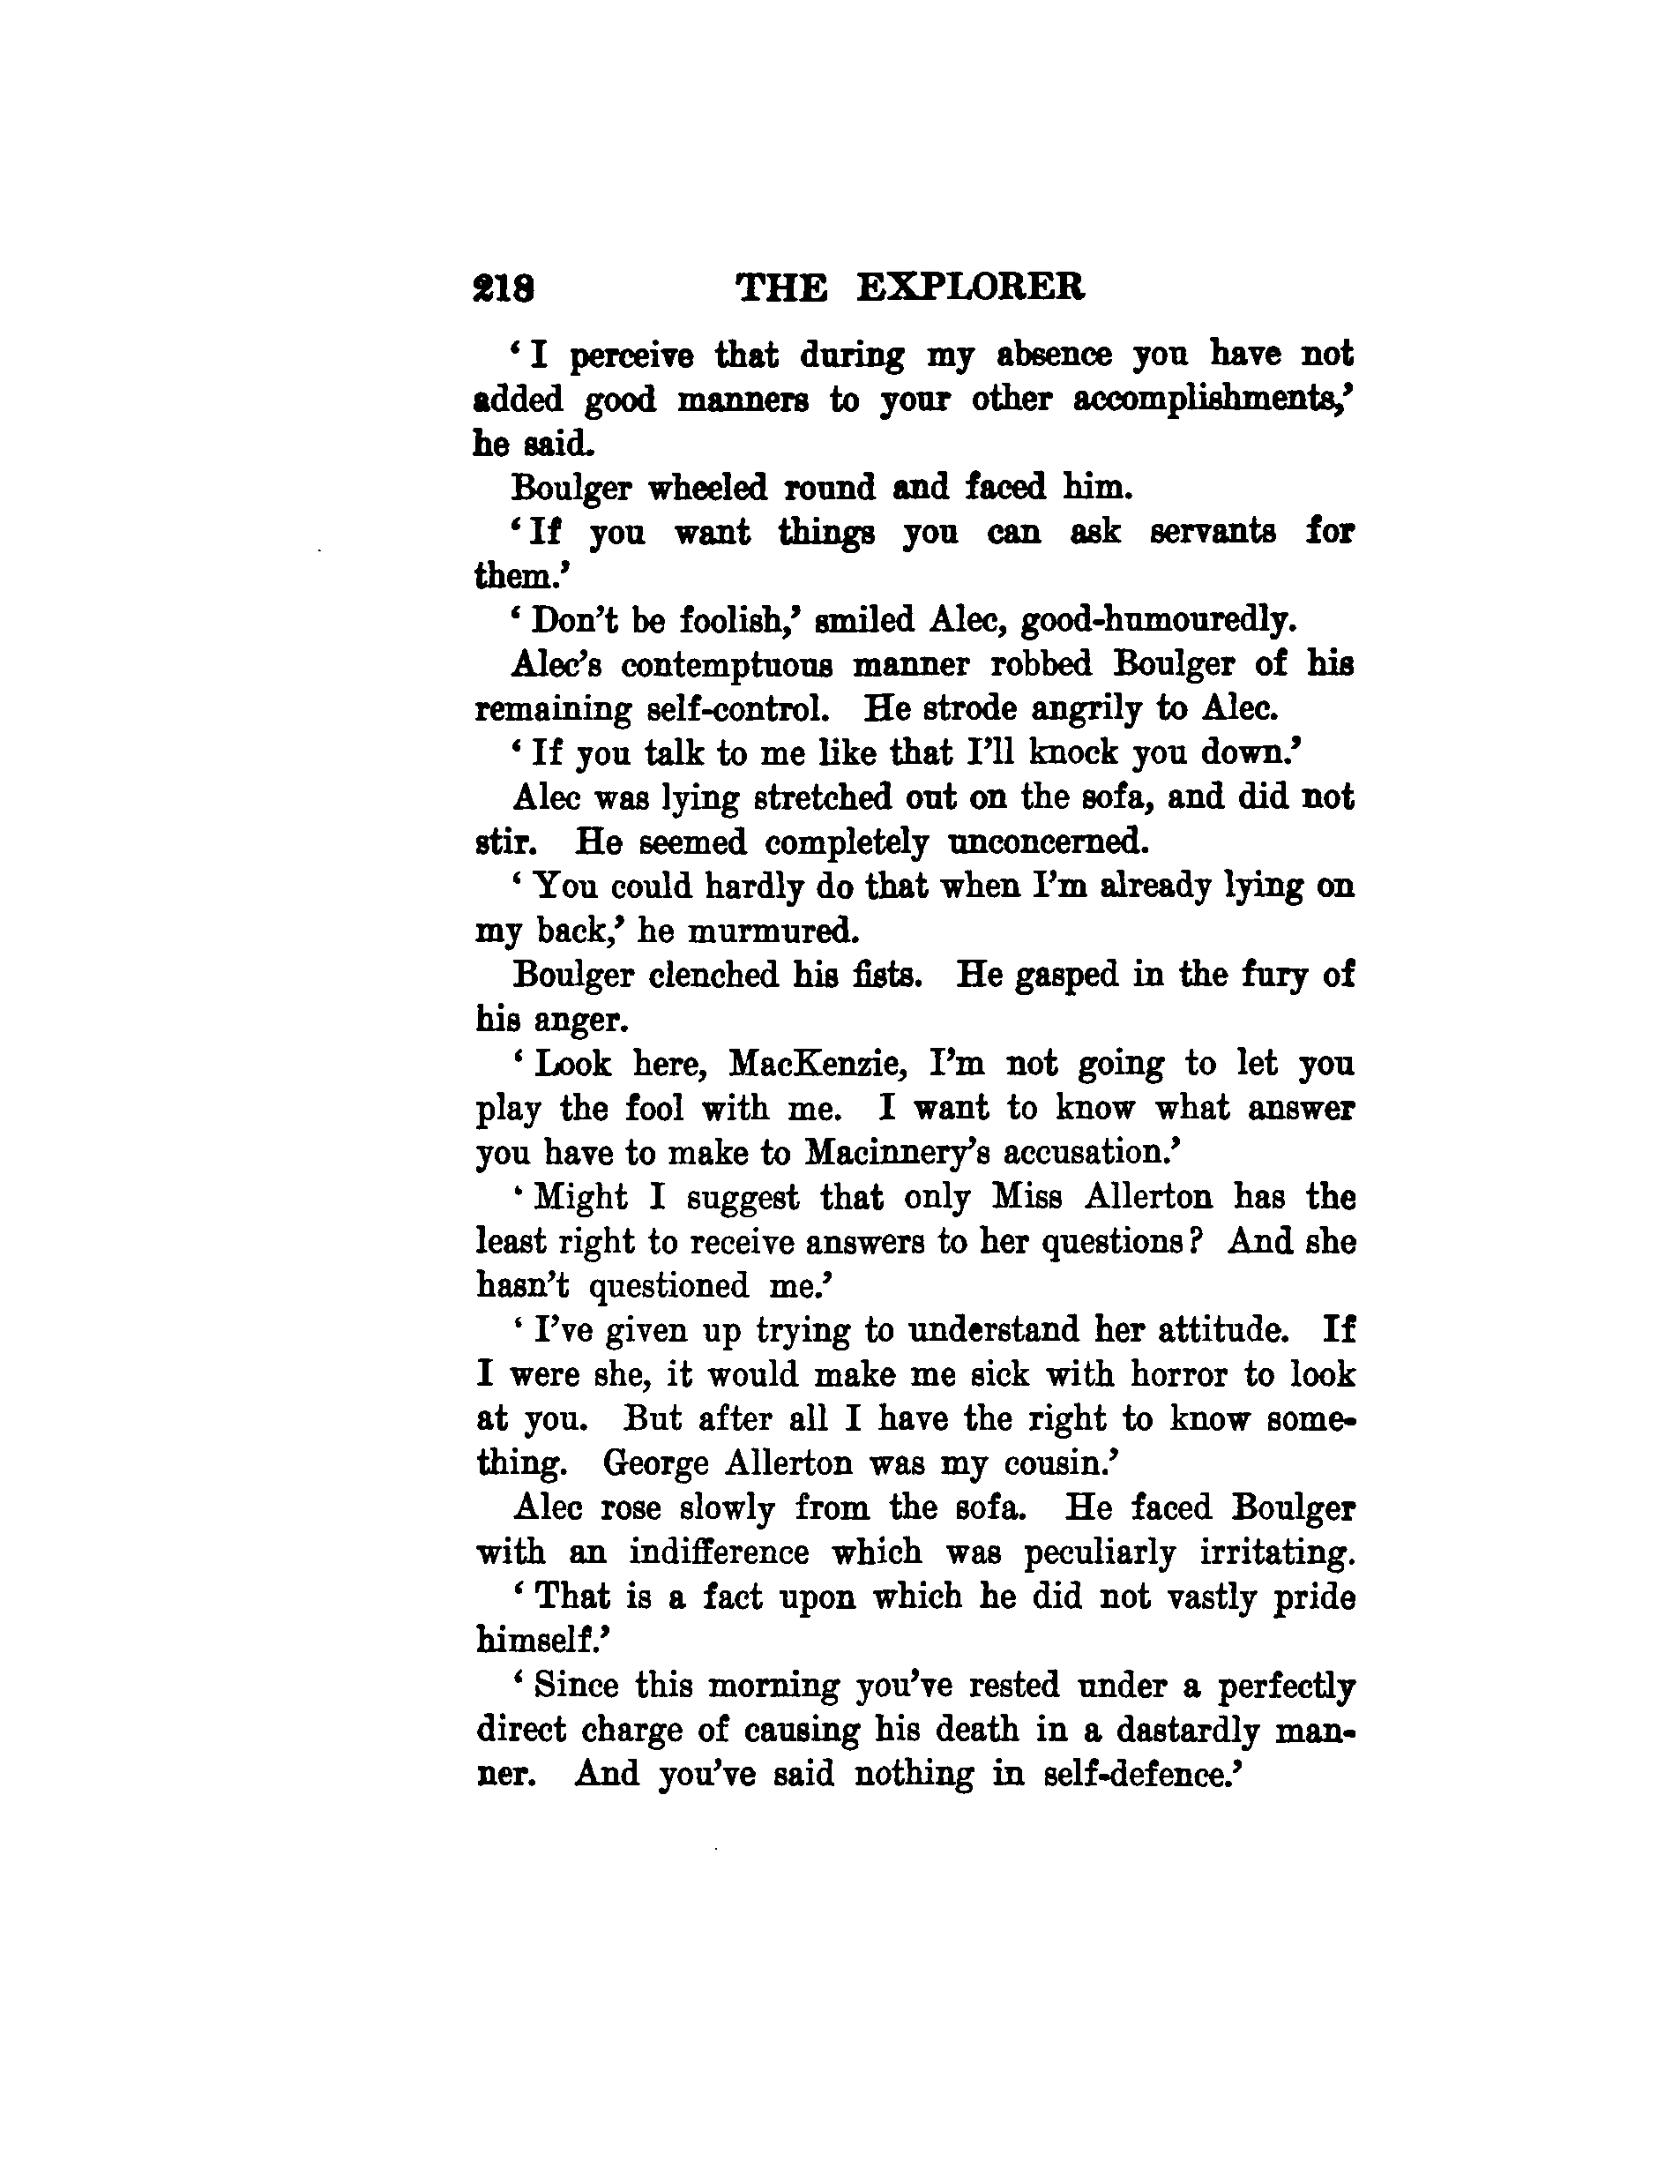 218 THE EXPLORER
‘ I perceive that during my absence you have not
added good manners to your other accomplishments,’
he said.
Boulger wheeled round and faced him.
‘ If you want things you can ask servants for
them.’
‘ Don’t be foolish,’ smiled Alec, good-humouredly.
Alec’s contemptuous manner robbed Boulger of his
remaining self-control. He strode angrily to Alec.
‘ If you talk to me like that I’ll knock you down.’
Alec was lying stretched out on the sofa, and did not
stir. He seemed completely unconcerned.
‘ You could hardly do that when I’m already lying on
my back,’ he murmured.
Boulger clenched his fists. He gasped in the fury of
his anger.
‘ Look here, MacKenzie, I’m not going to let you
play the fool with me. I want to know what answer
you have to make to Macinnery’s accusation.’
‘ Might I suggest that only Miss Allerton has the
least right to receive answers to her questions? And she
hasn’t questioned me.’
‘ I’ve given up trying to understand her attitude. If
I were she, it would make me sick with horror to look
at you. But after all I have the right to know some-
thing. George Allerton was my cousin.’
Alec rose slowly from the sofa. He faced Boulger
with an indifference which was peculiarly irritating.
‘ That is a fact upon which he did not vastly pride
himself.’
‘ Since this morning you’ve rested under a perfectly
direct charge of causing his death in a dastardly man-
ner. And you’ve said nothing in self-defence.’